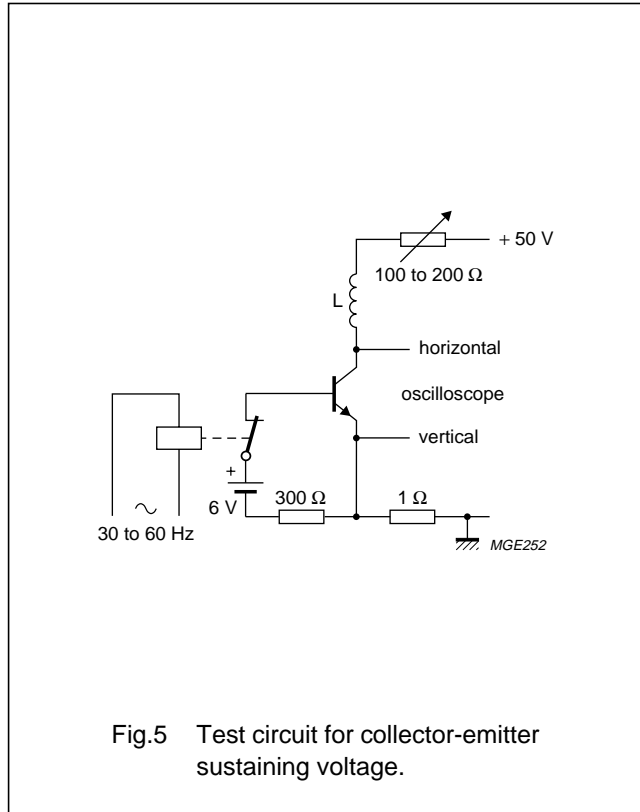 + 50 V
100 to 200 Ω
L
horizontal
oscilloscope
vertical
+
6 V
300 Ω
1 Ω
30 to 60 Hz
MGE252
Fig.5 Test circuit for collector-emitter
sustaining voltage.